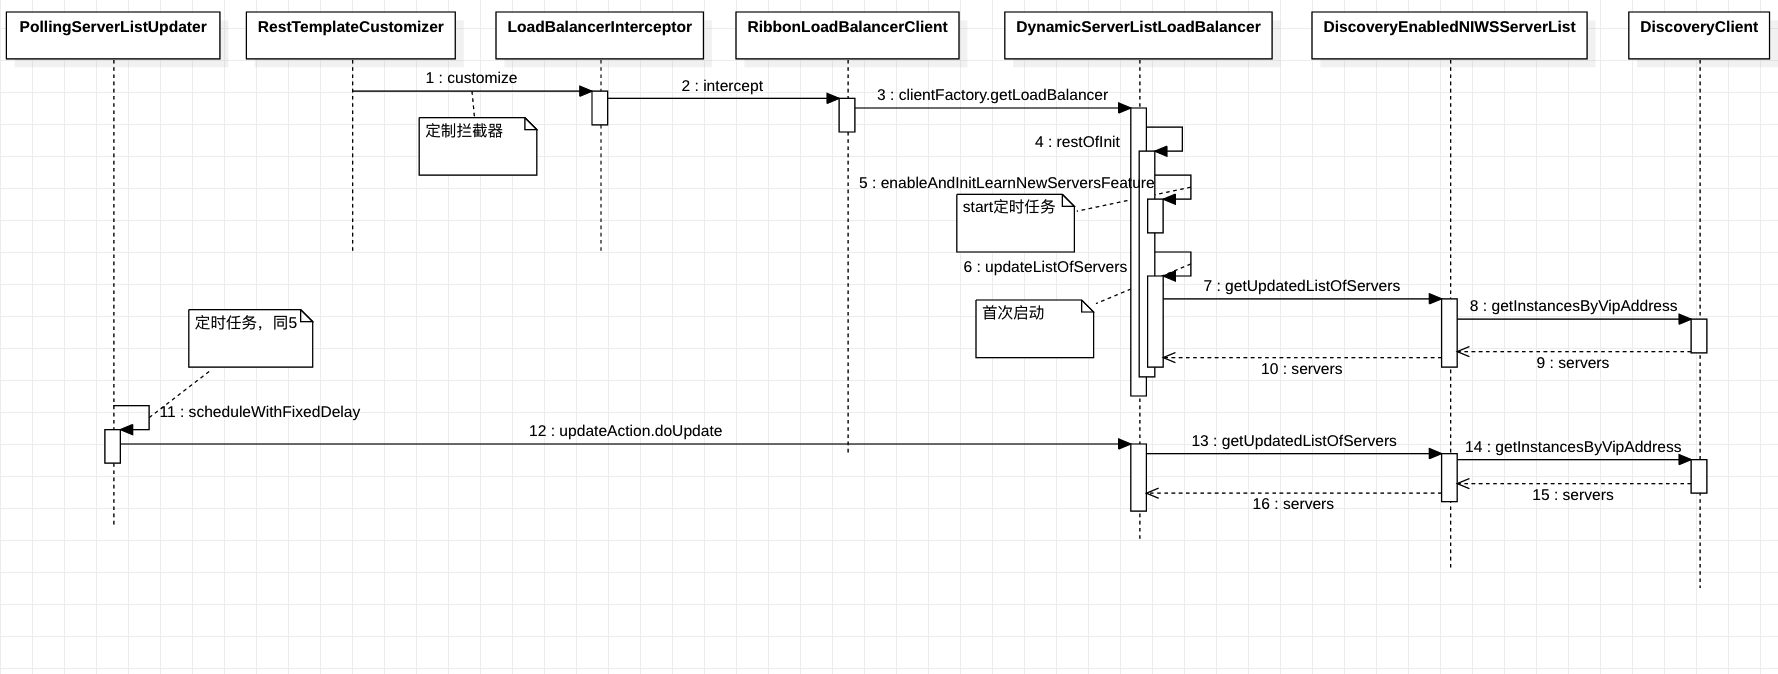 PollingServerListUpdater
RestTemplateCustomizer
LoadBalancerInterceptor
RibbonLoadBalancerClient
DynamicServerListLoadBalancer
DiscoveryEnabledNIWSServerList
DiscoveryClient
1 : customize
2 : intercept
3 : clientFactory.getLoadBalancer
定制拦截器
4 : restOfInit
5 : enableAndInitLearnNewServersFeature
start定时任务
6 : updateListOfServers
7 : getUpdatedListOfServers
8 : getInstancesByVipAddress
首次启动
定时任务，同5
9 : servers
10 : servers
11 : scheduleWithFixedDelay
12 : updateAction.doUpdate
13 : getUpdatedListOfServers
14 : getInstancesByVipAddress
15 : servers
16 : servers